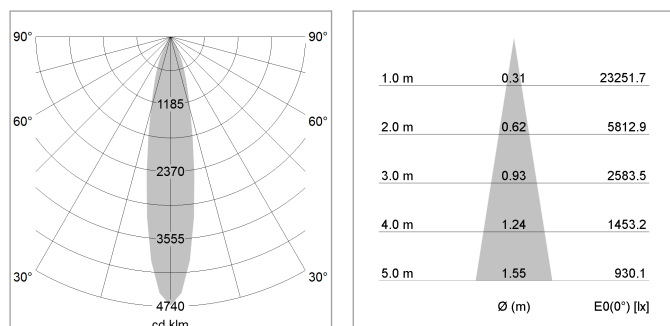 90° 90°
1185
60° 60°
2370
3555
30° 30°
4740
cd klm
1.0 m 0.31 23251.7
2.0 m 0.62 5812.9
3.0 m 0.93 2583.5
4.0 m 1.24 1453.2
5.0 m 1.55 930.1
Ø (m) E0(0°) [lx]